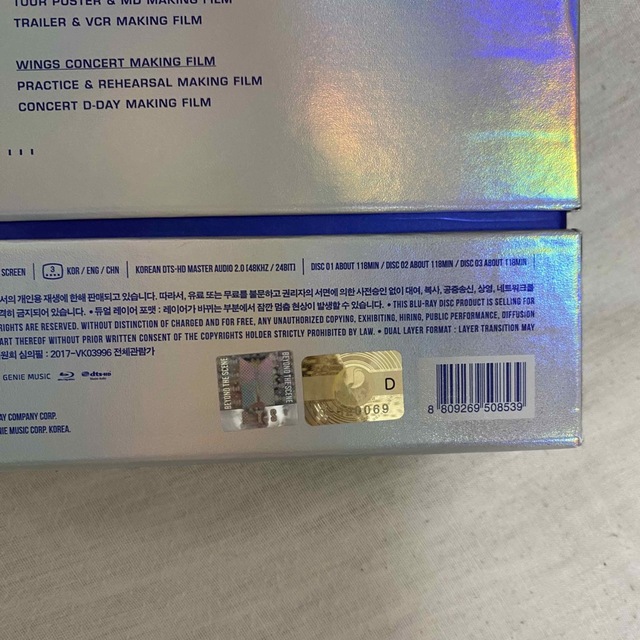 TOUR POSTER & MD MAKING FILM
TRAILER & VCR MAKING FILM
WINGS CONCERT MAKING FILM
PRACTICE & REHEARSAL MAKING FILM
CONCERT D-DAY MAKING FILM
SCREEN | 3 KOR / ENG / CHN | KOREAN DTS-HD MASTER AUDIO 2.0 [48KHZ / 24BIT] | DISC 01 ABOUT 118MIN / DISC 02 ABOUT 118MIN / DISC 03 ABOUT 118MIN
서의 개인용 재생에 한해 판매되고 있습니다. 따라서, 유료 또는 무료를 불문하고 권리자의 서면에 의한 사전승인 없이 대여, 복사, 공중송신, 상영, 네트워크를
격히 금지되어 있습니다. • 듀얼 레이어 포맷 : 레이어가 바뀌는 부분에서 잠깐 멈춤 현상이 발생할 수 있습니다. • THIS BLU-RAY DISC PRODUCT IS SELLING FOR
RIGHTS ARE RESERVED. WITHOUT DISTINCTION OF CHARGED AND FOR FREE, ANY UNAUTHORIZED COPYING, EXHIBITING, HIRING, PUBLIC PERFORMANCE, DIFFUSION
ART THEREOF WITHOUT PRIOR WRITTEN CONSENT OF THE COPYRIGHTS HOLDER STRICTLY PROHIBITED BY LAW. • DUAL LAYER FORMAT : LAYER TRANSITION MAY
원회 심의필 : 2017-VK03996 전체관람가
GENIE MUSIC
dts
BEYOND THE SCENE
BEYOND THE SCENE
D
8 809269 508539
AY COMPANY CORP.
NIE MUSIC CORP. KOREA.